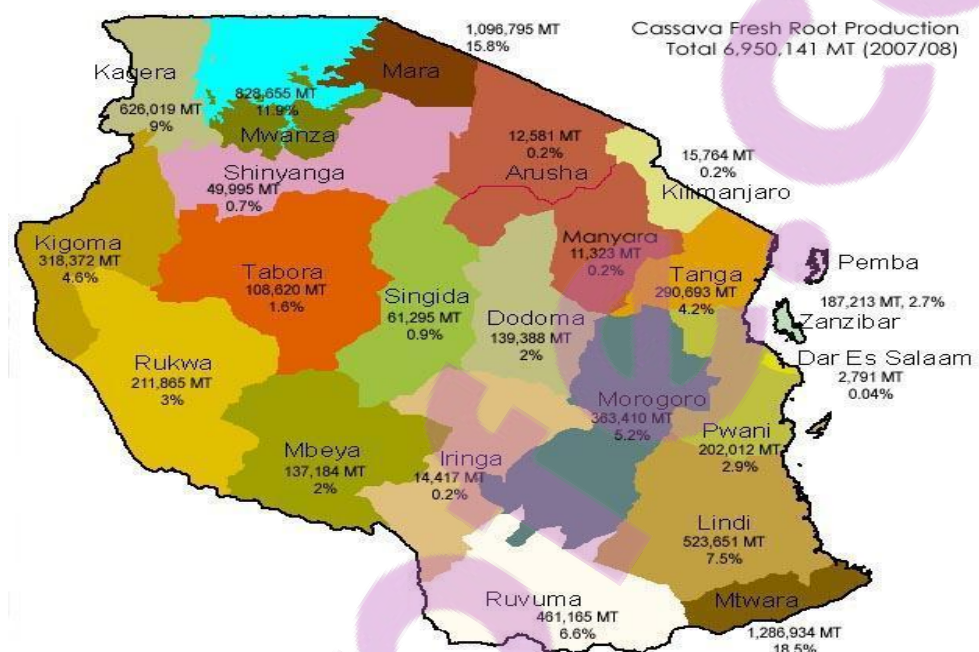 Cassava Fresh Root Production
Total 6,950,141 MT (2007/08)
1,096,795 MT
15.8%
Mara
Kagera
626,019 MT
9%
828,655 MT
11.9%
Mwanza
Shinyanga
49,995 MT
0.7%
12,581 MT
0.2%
Arusha
15,764 MT
0.2%
Kilimanjaro
Kigoma
318,372 MT
4.6%
Tabora
108,620 MT
1.6%
Singida
61,295 MT
0.9%
Manyara
11,323 MT
0.2%
Tanga
290,693 MT
4.2%
Pemba
187,213 MT, 2.7%
Zanzibar
Dodoma
139,388 MT
2%
Dar Es Salaam
2,791 MT
0.04%
Rukwa
211,865 MT
3%
Morogoro
363,410 MT
5.2%
Pwani
202,012 MT
2.9%
Mbeya
137,184 MT
2%
Iringa
14,417 MT
0.2%
Lindi
523,651 MT
7.5%
Ruvuma
461,165 MT
6.6%
Mtwara
1,286,934 MT
18.5%